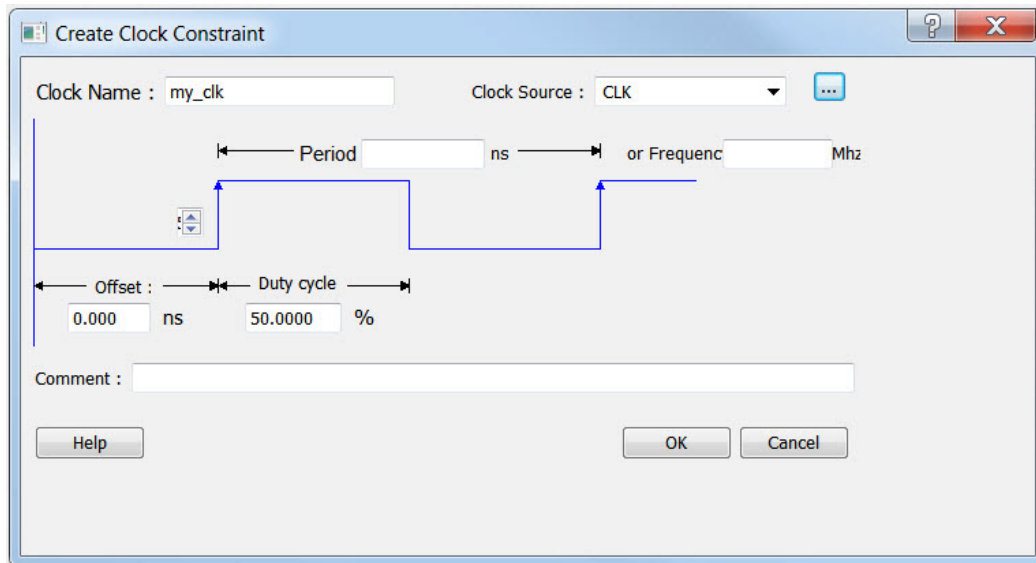 Create Clock Constraint
Clock Name : my_clk Clock Source : CLK ...
Period ns or Frequenc Mhz
Offset : Duty cycle
0.000 ns 50.0000 %
Comment :
Help OK Cancel